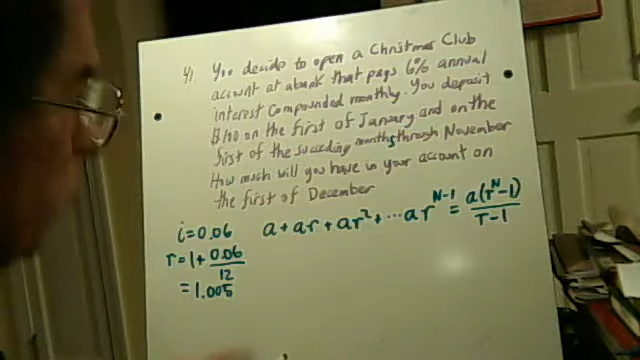 4) You decide to open a Christmas Club
account at a bank that pays 6% annual
interest compounded monthly. You deposit
$100 on the first of January and on the
first of the succeeding months through November
How much will you have in your account on
the first of December
i = 0.06
a + ar + ar² + ... ar^(N-1) = a(r^N - 1) / (r - 1)
r = 1 + 0.06/12
= 1.005